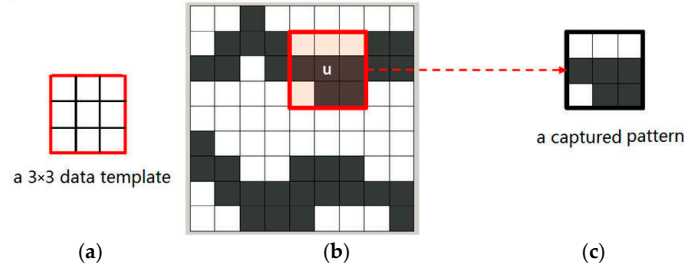 u
a 3×3 data template
a captured pattern
(a)
(b)
(c)